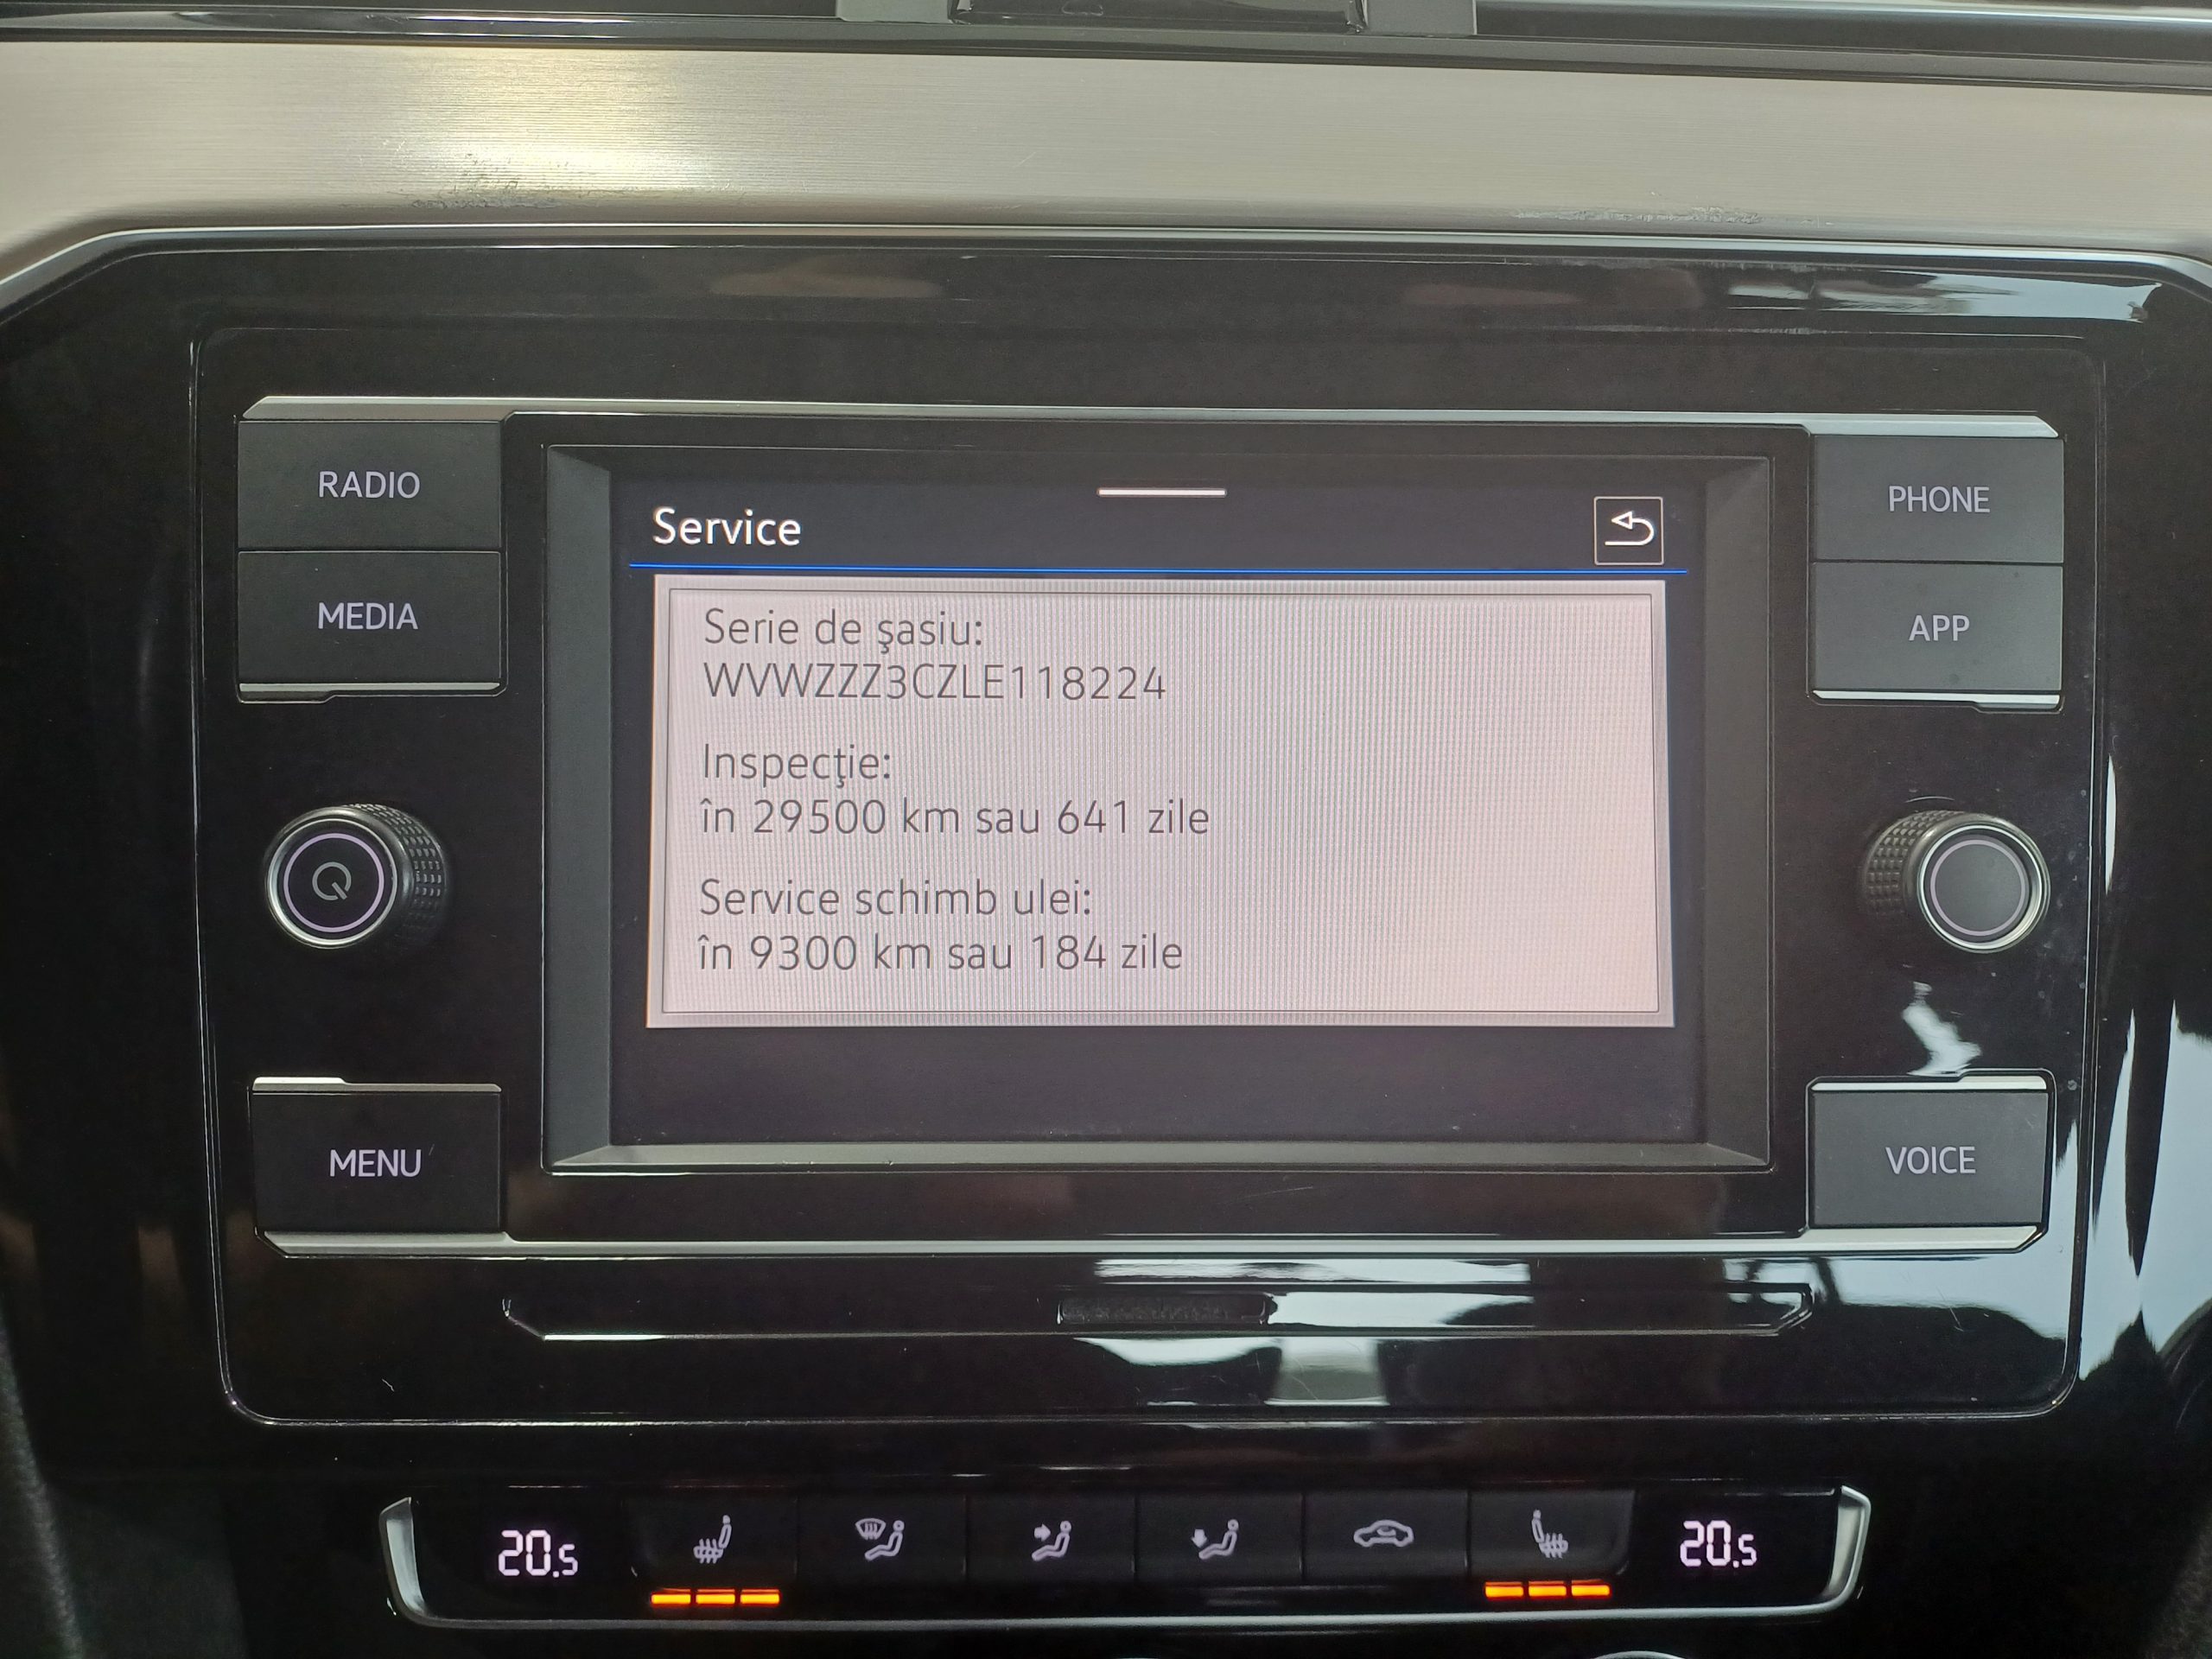 RADIO
MEDIA
MENU
Service
Serie de şasiu:
WVWZZZ3CZLE118224
Inspecţie:
în 29500 km sau 641 zile
Service schimb ulei:
în 9300 km sau 184 zile
PHONE
APP
VOICE
20.5
20.5